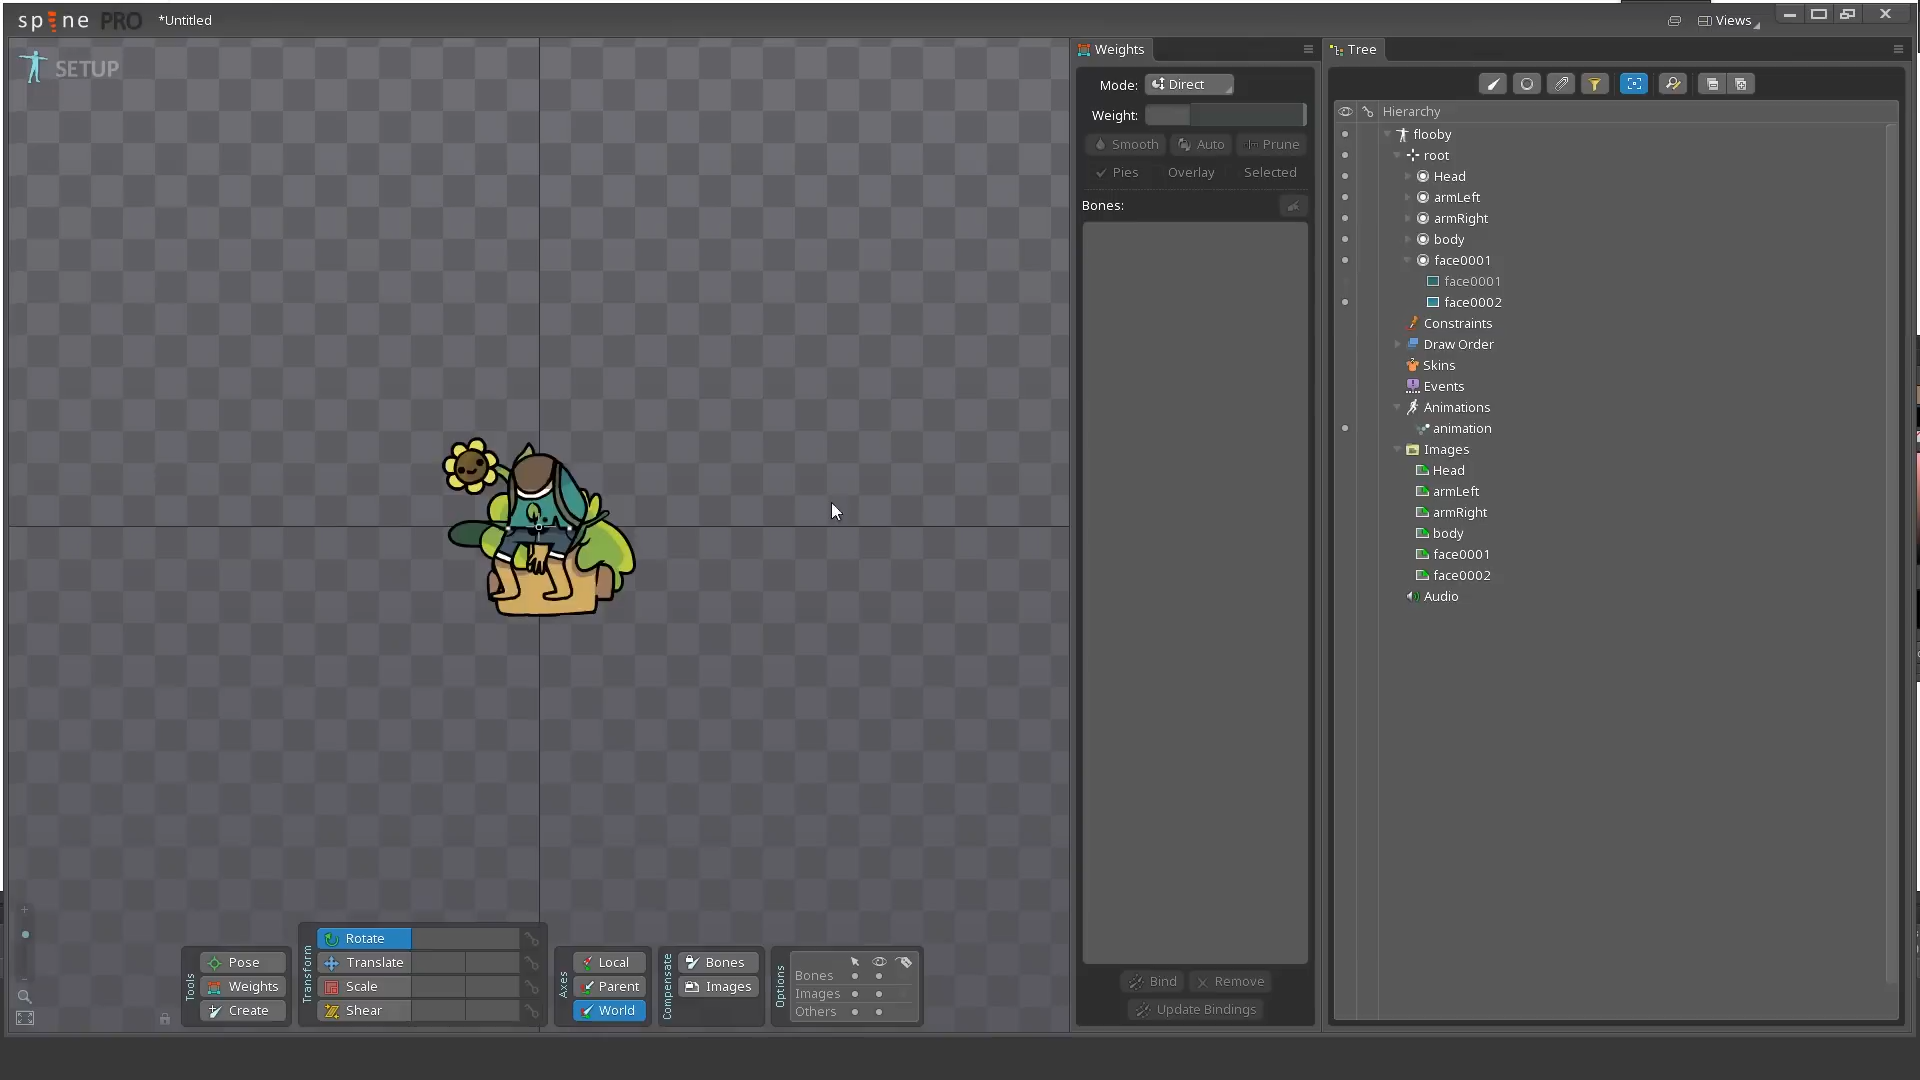 spine PRO *Untitled
Views
SETUP
Weights
Mode: Direct
Weight:
Smooth Auto Prune
Pies Overlay Selected
Bones:
Bind Remove
Update Bindings
Tree
Hierarchy
flooby
root
Head
armLeft
armRight
body
face0001
face0001
face0002
Constraints
Draw Order
Skins
Events
Animations
animation
Images
Head
armLeft
armRight
body
face0001
face0002
Audio
Tools
Pose
Weights
Create
Transform
Rotate
Translate
Scale
Shear
Axes
Local
Parent
World
Compensate
Bones
Images
Options
Bones
Images
Others